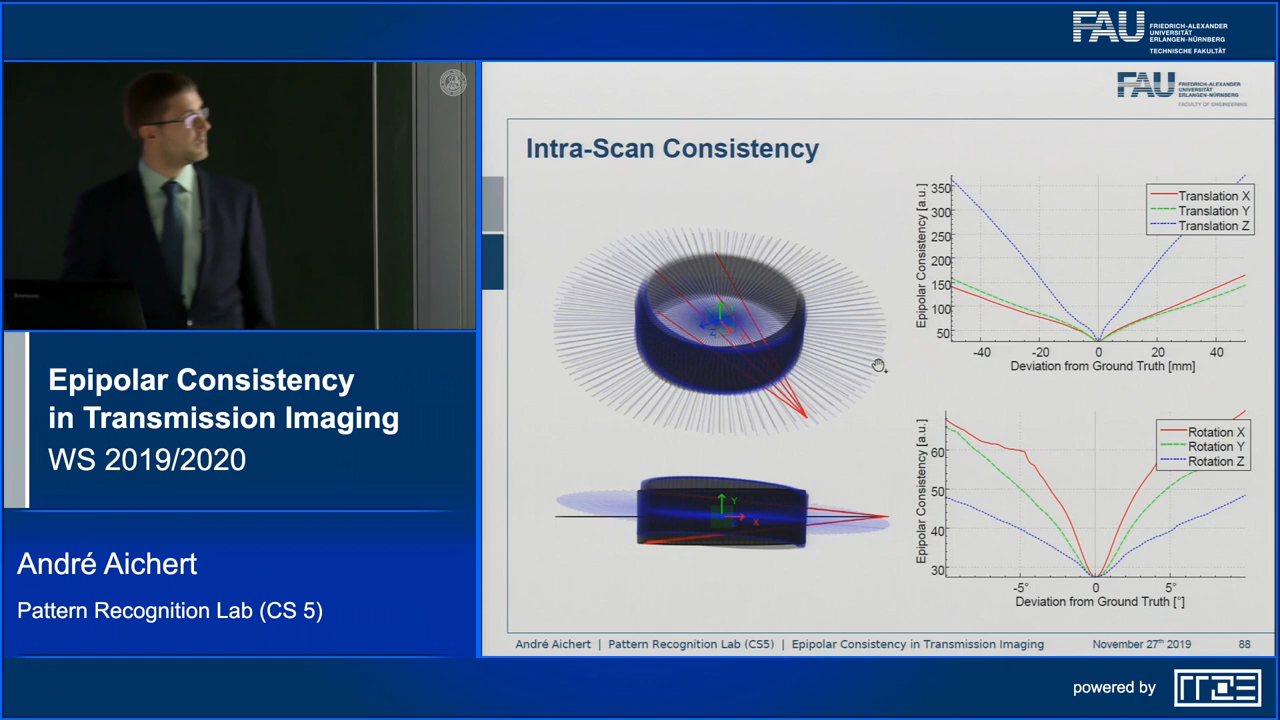 FAU FRIEDRICH-ALEXANDER
UNIVERSITÄT
ERLANGEN-NÜRNBERG
TECHNISCHE FAKULTÄT
FAU FRIEDRICH-ALEXANDER
UNIVERSITÄT
ERLANGEN-NÜRNBERG
FACULTY OF ENGINEERING
Intra-Scan Consistency
Epipolar Consistency [a.u.]
350
300
250
200
150
100
50
Translation X
Translation Y
Translation Z
-40 -20 0 20 40
Deviation from Ground Truth [mm]
Z
Y
X
Epipolar Consistency [a.u.]
60
50
40
30
Rotation X
Rotation Y
Rotation Z
-5° 0 5°
Deviation from Ground Truth [°]
André Aichert | Pattern Recognition Lab (CS5) | Epipolar Consistency in Transmission Imaging November 27th 2019 88
Epipolar Consistency
in Transmission Imaging
WS 2019/2020
André Aichert
Pattern Recognition Lab (CS 5)
powered by